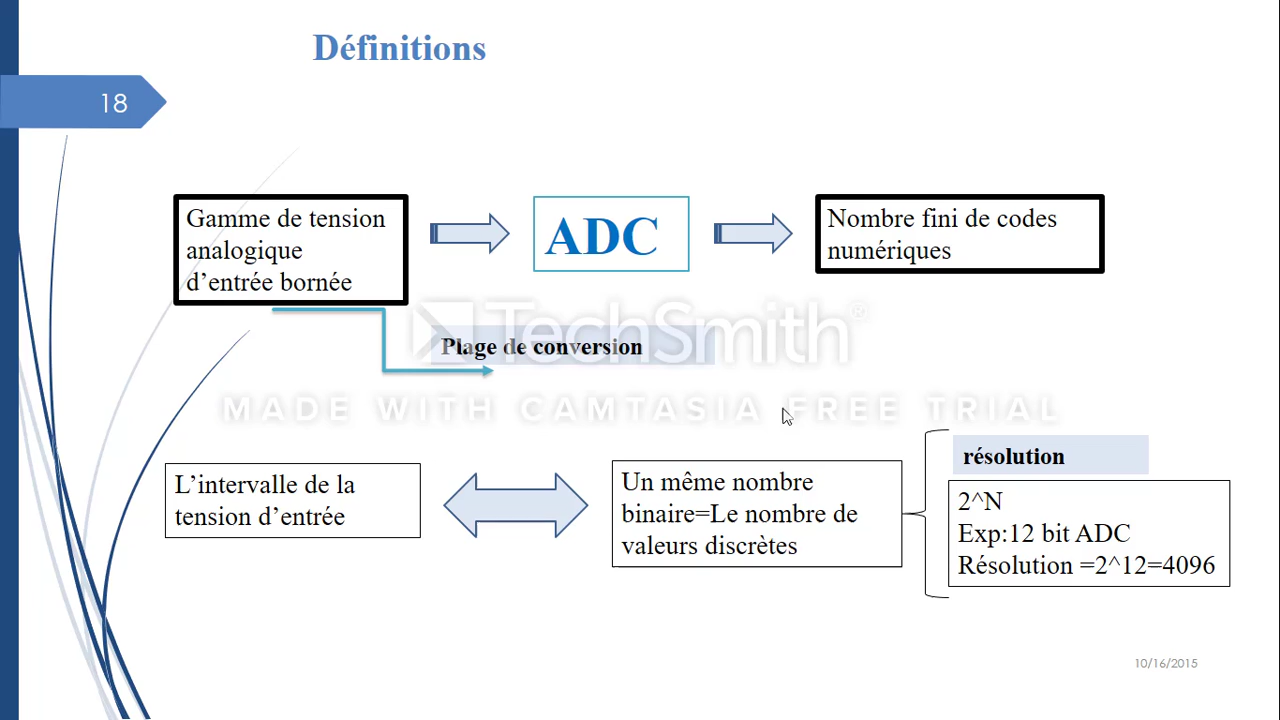 Définitions
18
Gamme de tension
analogique
d’entrée bornée
ADC
Nombre fini de codes
numériques
TechSmith®
Plage de conversion
MADE WITH CAMTASIA FREE TRIAL
L’intervalle de la
tension d’entrée
Un même nombre
binaire=Le nombre de
valeurs discrètes
résolution
2^N
Exp:12 bit ADC
Résolution =2^12=4096
10/16/2015